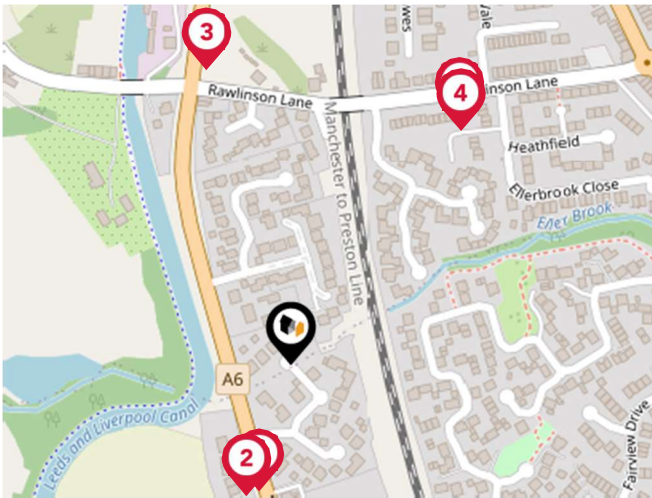 3
Rawlinson Lane
4
inson Lane
Heathfield
Ellerbrook Close
Eller Brook
Manchester to Preston Line
A6
Leeds and Liverpool Canal
2
Fairview Drive